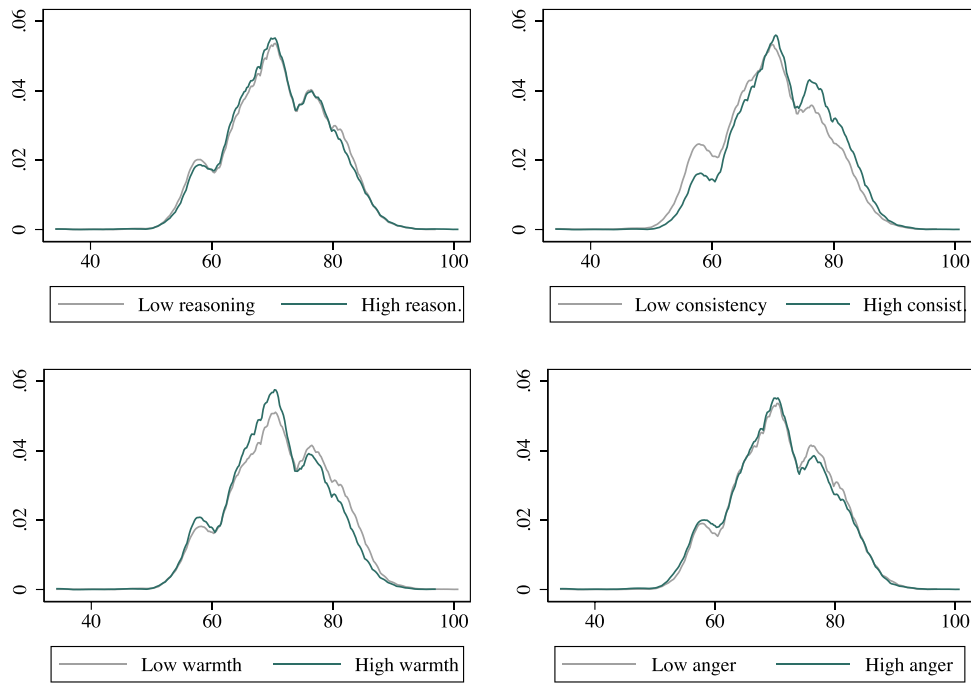 .06 .06
.04 .04
.02 .02
0 0
40 60 80 100 40 60 80 100
Low reasoning High reason. Low consistency High consist.
.06 .06
.04 .04
.02 .02
0 0
40 60 80 100 40 60 80 100
Low warmth High warmth Low anger High anger